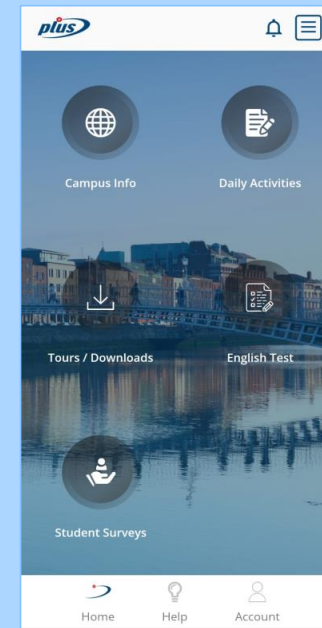 plus
Campus Info
Daily Activities
Tours / Downloads
English Test
Student Surveys
Home
Help
Account